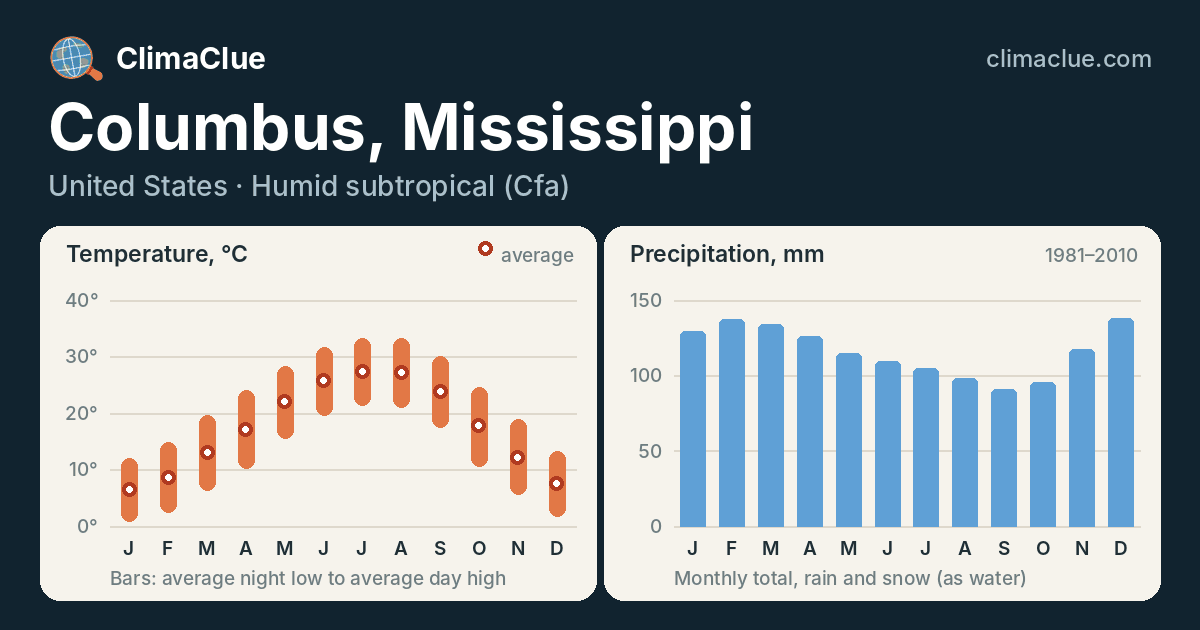 ClimaClue
climaclue.com
Columbus, Mississippi
United States · Humid subtropical (Cfa)
Temperature, °C
average
40°
30°
20°
10°
0°
J F M A M J J A S O N D
Bars: average night low to average day high
Precipitation, mm
1981–2010
150
100
50
0
J F M A M J J A S O N D
Monthly total, rain and snow (as water)